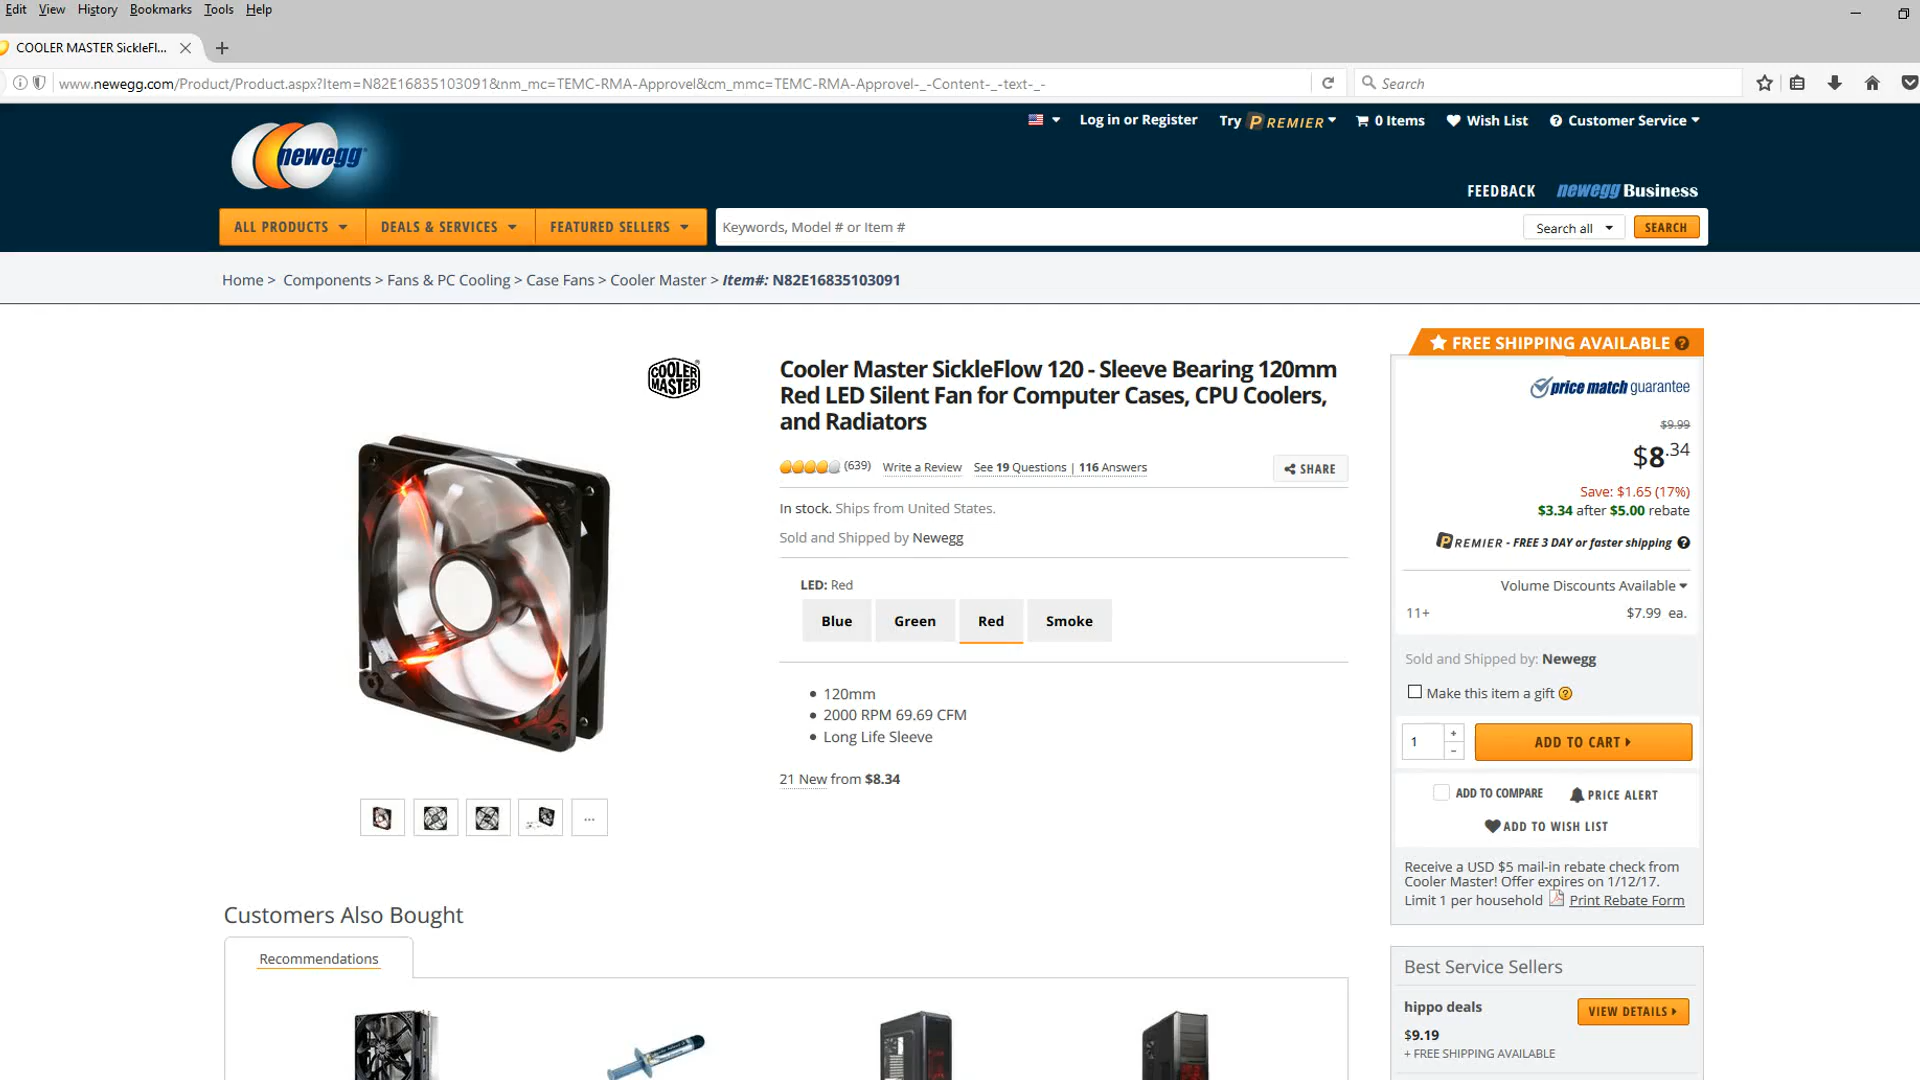 Edit View History Bookmarks Tools Help
COOLER MASTER SickleFl...
www.newegg.com/Product/Product.aspx?Item=N82E16835103091&nm_mc=TEMC-RMA-Approvel&cm_mmc=TEMC-RMA-Approvel-_-Content-_-text-_-
Search
newegg
Log in or Register
Try PREMIER
0 Items
Wish List
Customer Service
FEEDBACK
newegg Business
ALL PRODUCTS
DEALS & SERVICES
FEATURED SELLERS
Keywords, Model # or Item #
Search all
SEARCH
Home > Components > Fans & PC Cooling > Case Fans > Cooler Master > Item#: N82E16835103091
COOLER
MASTER
Cooler Master SickleFlow 120 - Sleeve Bearing 120mm
Red LED Silent Fan for Computer Cases, CPU Coolers,
and Radiators
(639) Write a Review See 19 Questions | 116 Answers
SHARE
In stock. Ships from United States.
Sold and Shipped by Newegg
LED: Red
Blue
Green
Red
Smoke
120mm
2000 RPM 69.69 CFM
Long Life Sleeve
21 New from $8.34
FREE SHIPPING AVAILABLE ?
price match guarantee
$9.99
$8.34
Save: $1.65 (17%)
$3.34 after $5.00 rebate
PREMIER - FREE 3 DAY or faster shipping ?
Volume Discounts Available
11+ $7.99 ea.
Sold and Shipped by: Newegg
Make this item a gift ?
1
+
-
ADD TO CART
ADD TO COMPARE
PRICE ALERT
ADD TO WISH LIST
Receive a USD $5 mail-in rebate check from
Cooler Master! Offer expires on 1/12/17.
Limit 1 per household Print Rebate Form
Customers Also Bought
Recommendations
Best Service Sellers
hippo deals
VIEW DETAILS
$9.19
+ FREE SHIPPING AVAILABLE